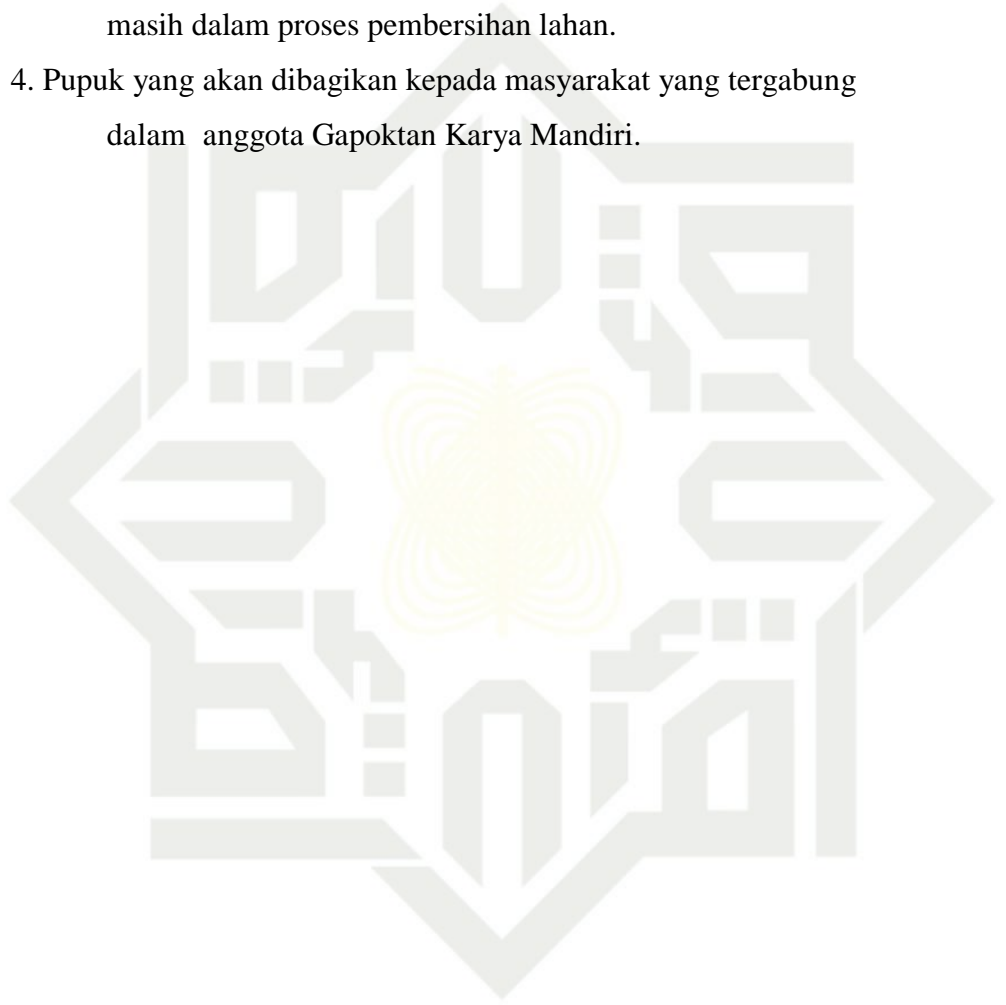 masih dalam proses pembersihan lahan.
4. Pupuk yang akan dibagikan kepada masyarakat yang tergabung
dalam  anggota Gapoktan Karya Mandiri.